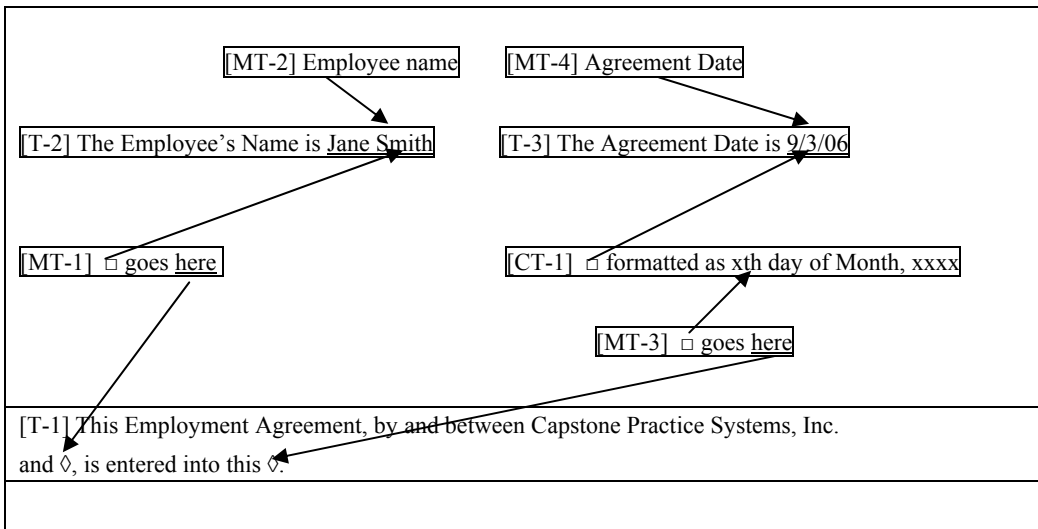 [MT-2] Employee name
[MT-4] Agreement Date
[T-2] The Employee’s Name is Jane Smith
[T-3] The Agreement Date is 9/3/06
[MT-1] □ goes here
[CT-1] □ formatted as xth day of Month, xxxx
[MT-3] □ goes here
[T-1] This Employment Agreement, by and between Capstone Practice Systems, Inc.
and ◊, is entered into this ◊.